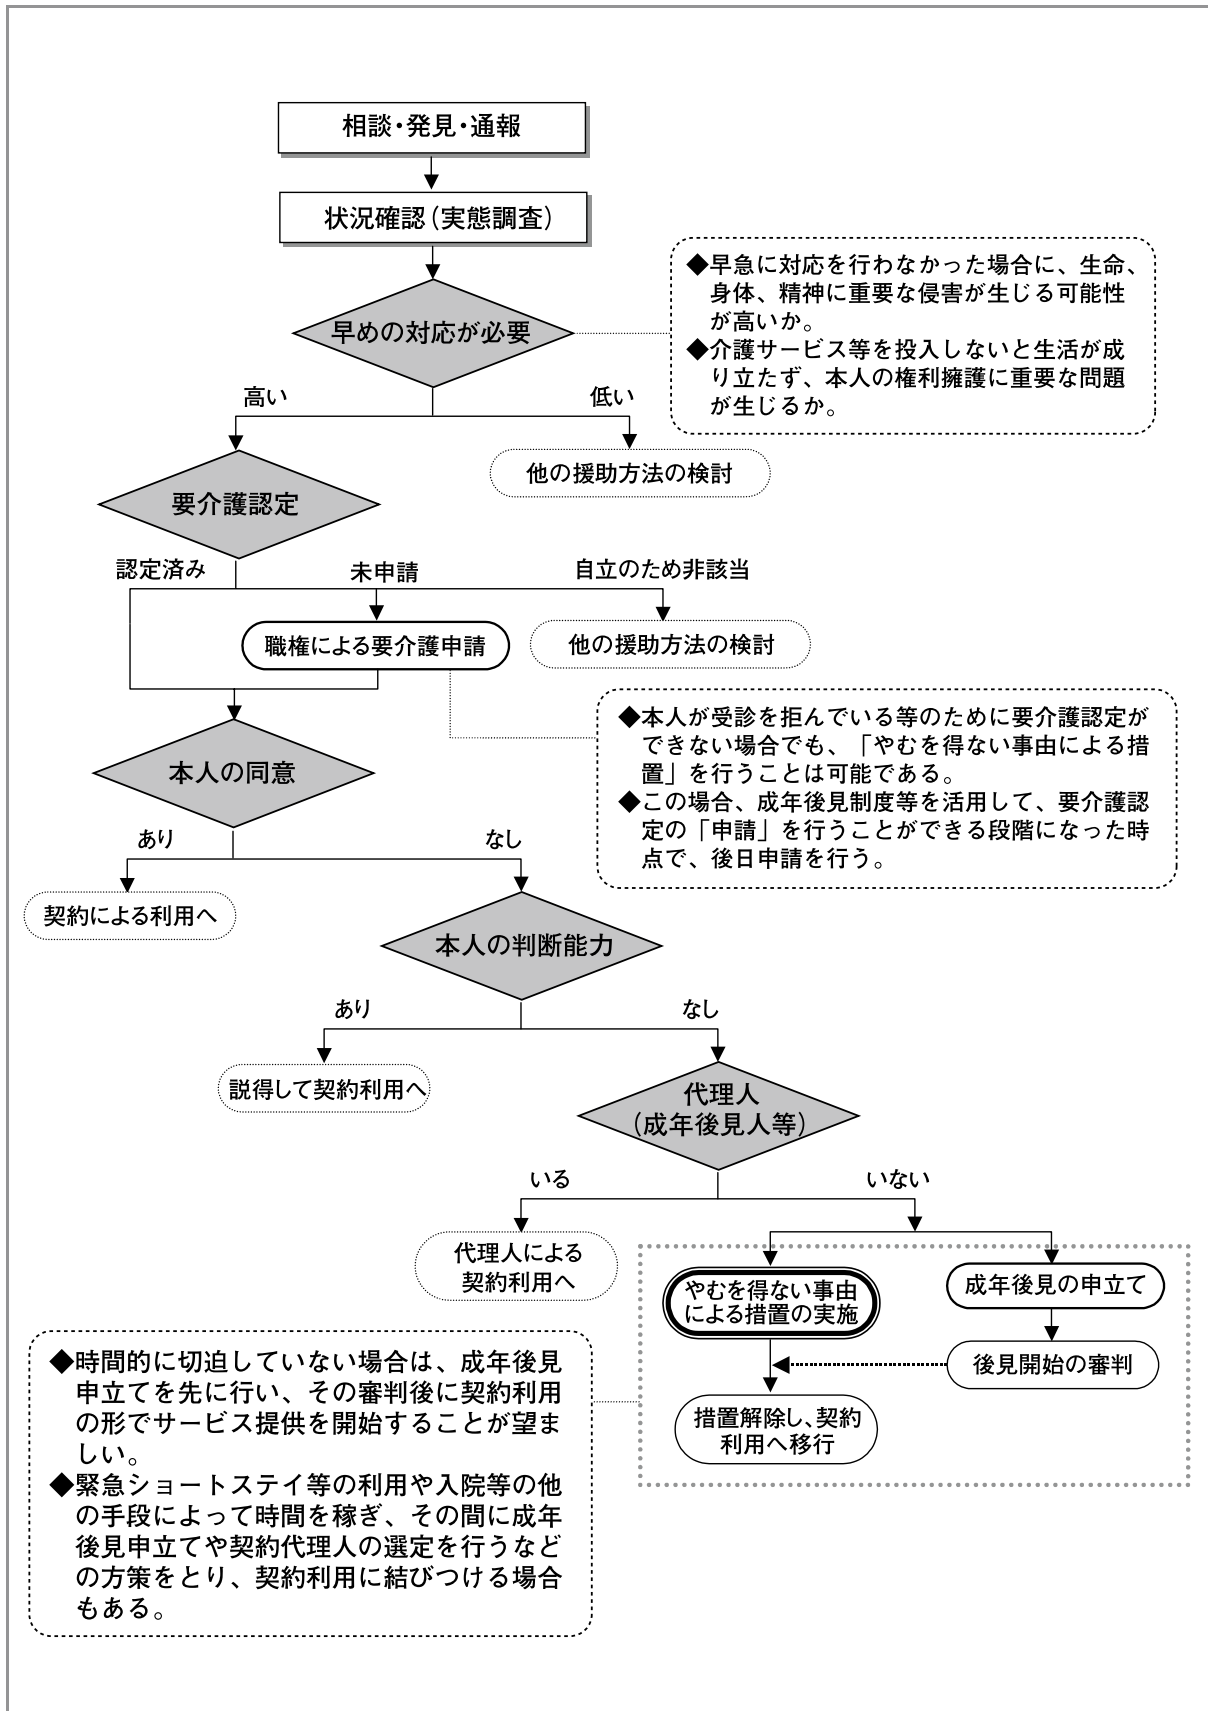 相談・発見・通報
状況確認（実態調査）
早めの対応が必要
◆早急に対応を行わなかった場合に、生命、
身体、精神に重要な侵害が生じる可能性
が高いか。
◆介護サービス等を投入しないと生活が成
り立たず、本人の権利擁護に重要な問題
が生じるか。
高い
低い
他の援助方法の検討
要介護認定
認定済み
未申請
自立のため非該当
職権による要介護申請
他の援助方法の検討
◆本人が受診を拒んでいる等のために要介護認定が
できない場合でも、「やむを得ない事由による措
置」を行うことは可能である。
◆この場合、成年後見制度等を活用して、要介護認
定の「申請」を行うことができる段階になった時
点で、後日申請を行う。
本人の同意
あり
なし
契約による利用へ
本人の判断能力
あり
なし
説得して契約利用へ
代理人
（成年後見人等）
いる
いない
代理人による
契約利用へ
やむを得ない事由
による措置の実施
成年後見の申立て
後見開始の審判
措置解除し、契約
利用へ移行
◆時間的に切迫していない場合は、成年後見
申立てを先に行い、その審判後に契約利用
の形でサービス提供を開始することが望ま
しい。
◆緊急ショートステイ等の利用や入院等の他
の手段によって時間を稼ぎ、その間に成年
後見申立てや契約代理人の選定を行うなど
の方策をとり、契約利用に結びつける場合
もある。